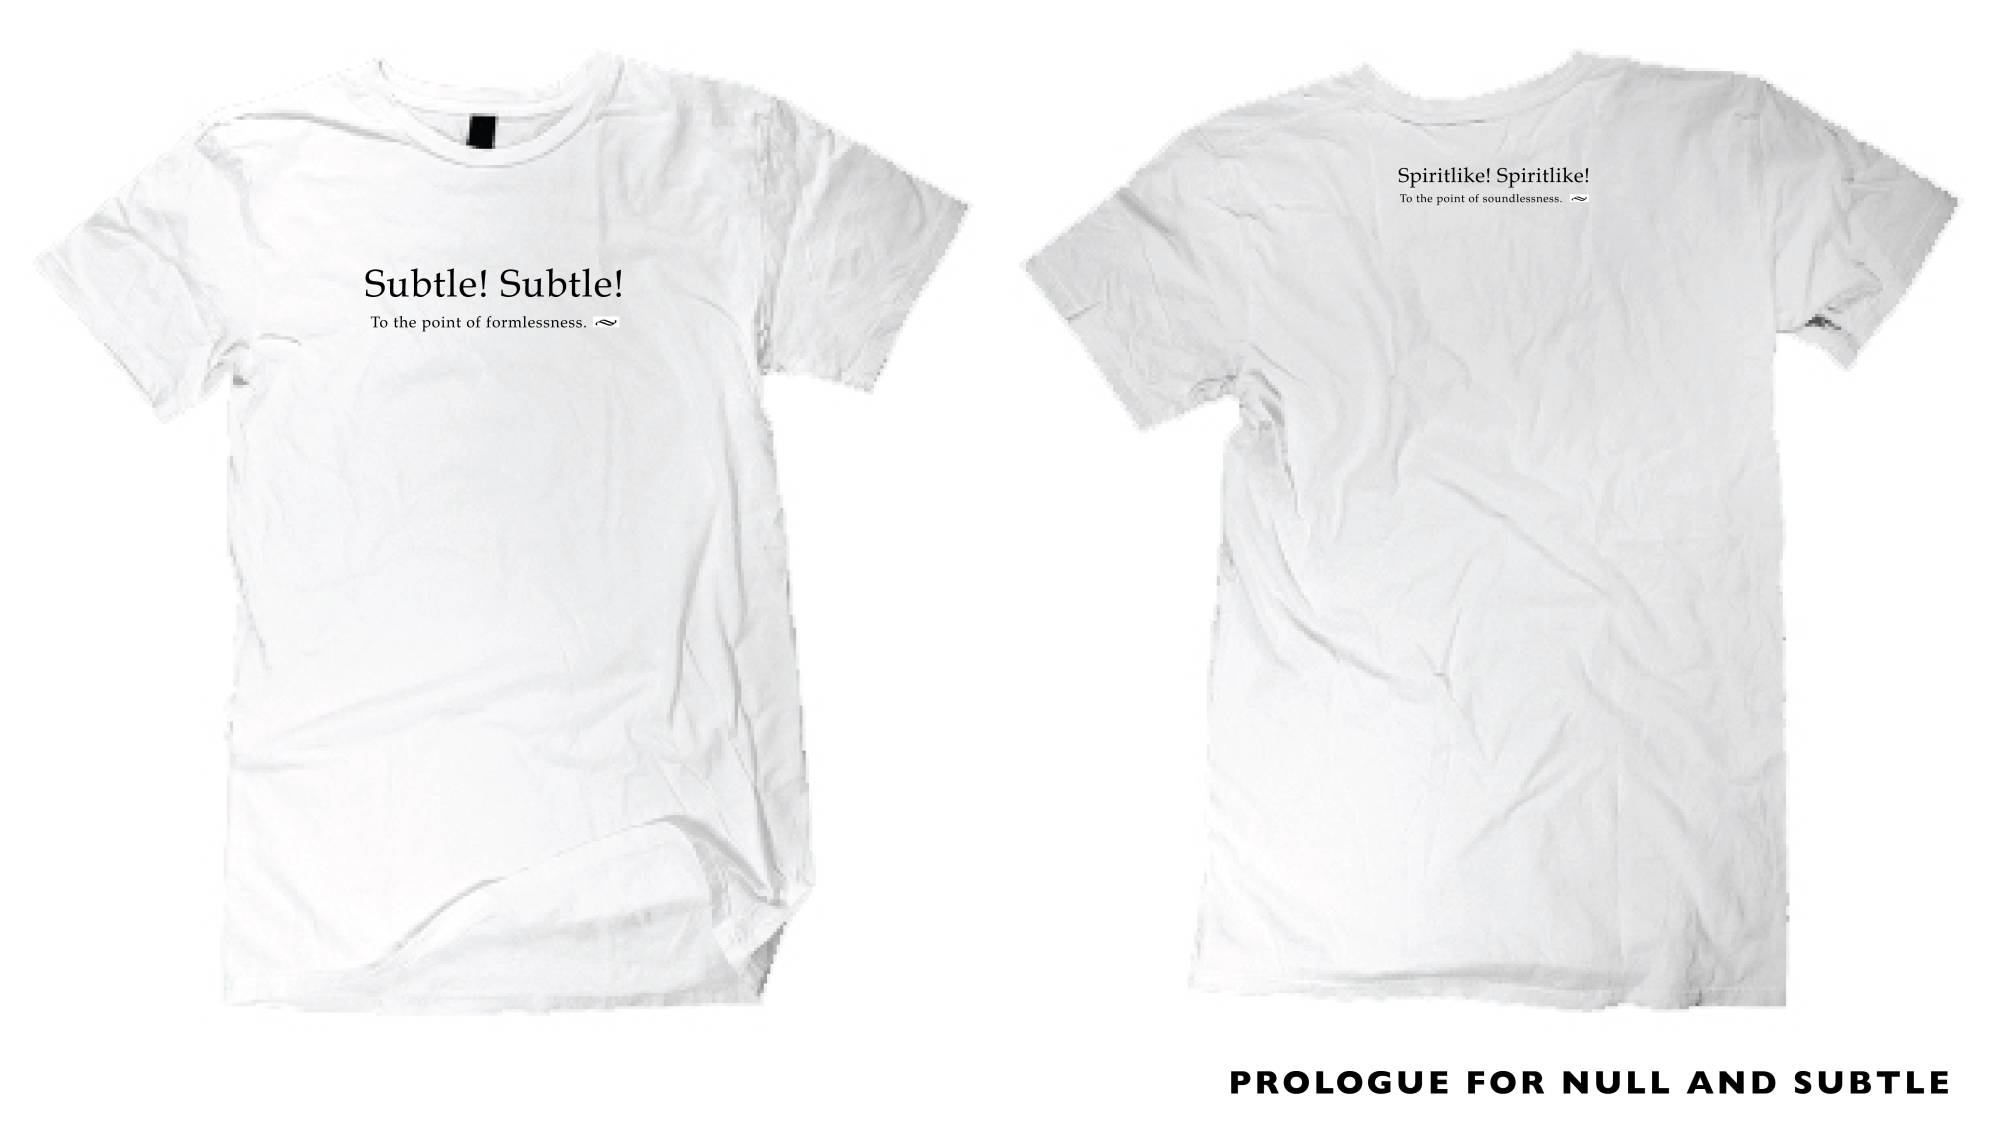 Subtle! Subtle!
To the point of formlessness.
Spiritlike! Spiritlike!
To the point of soundlessness.
PROLOGUE FOR NULL AND SUBTLE